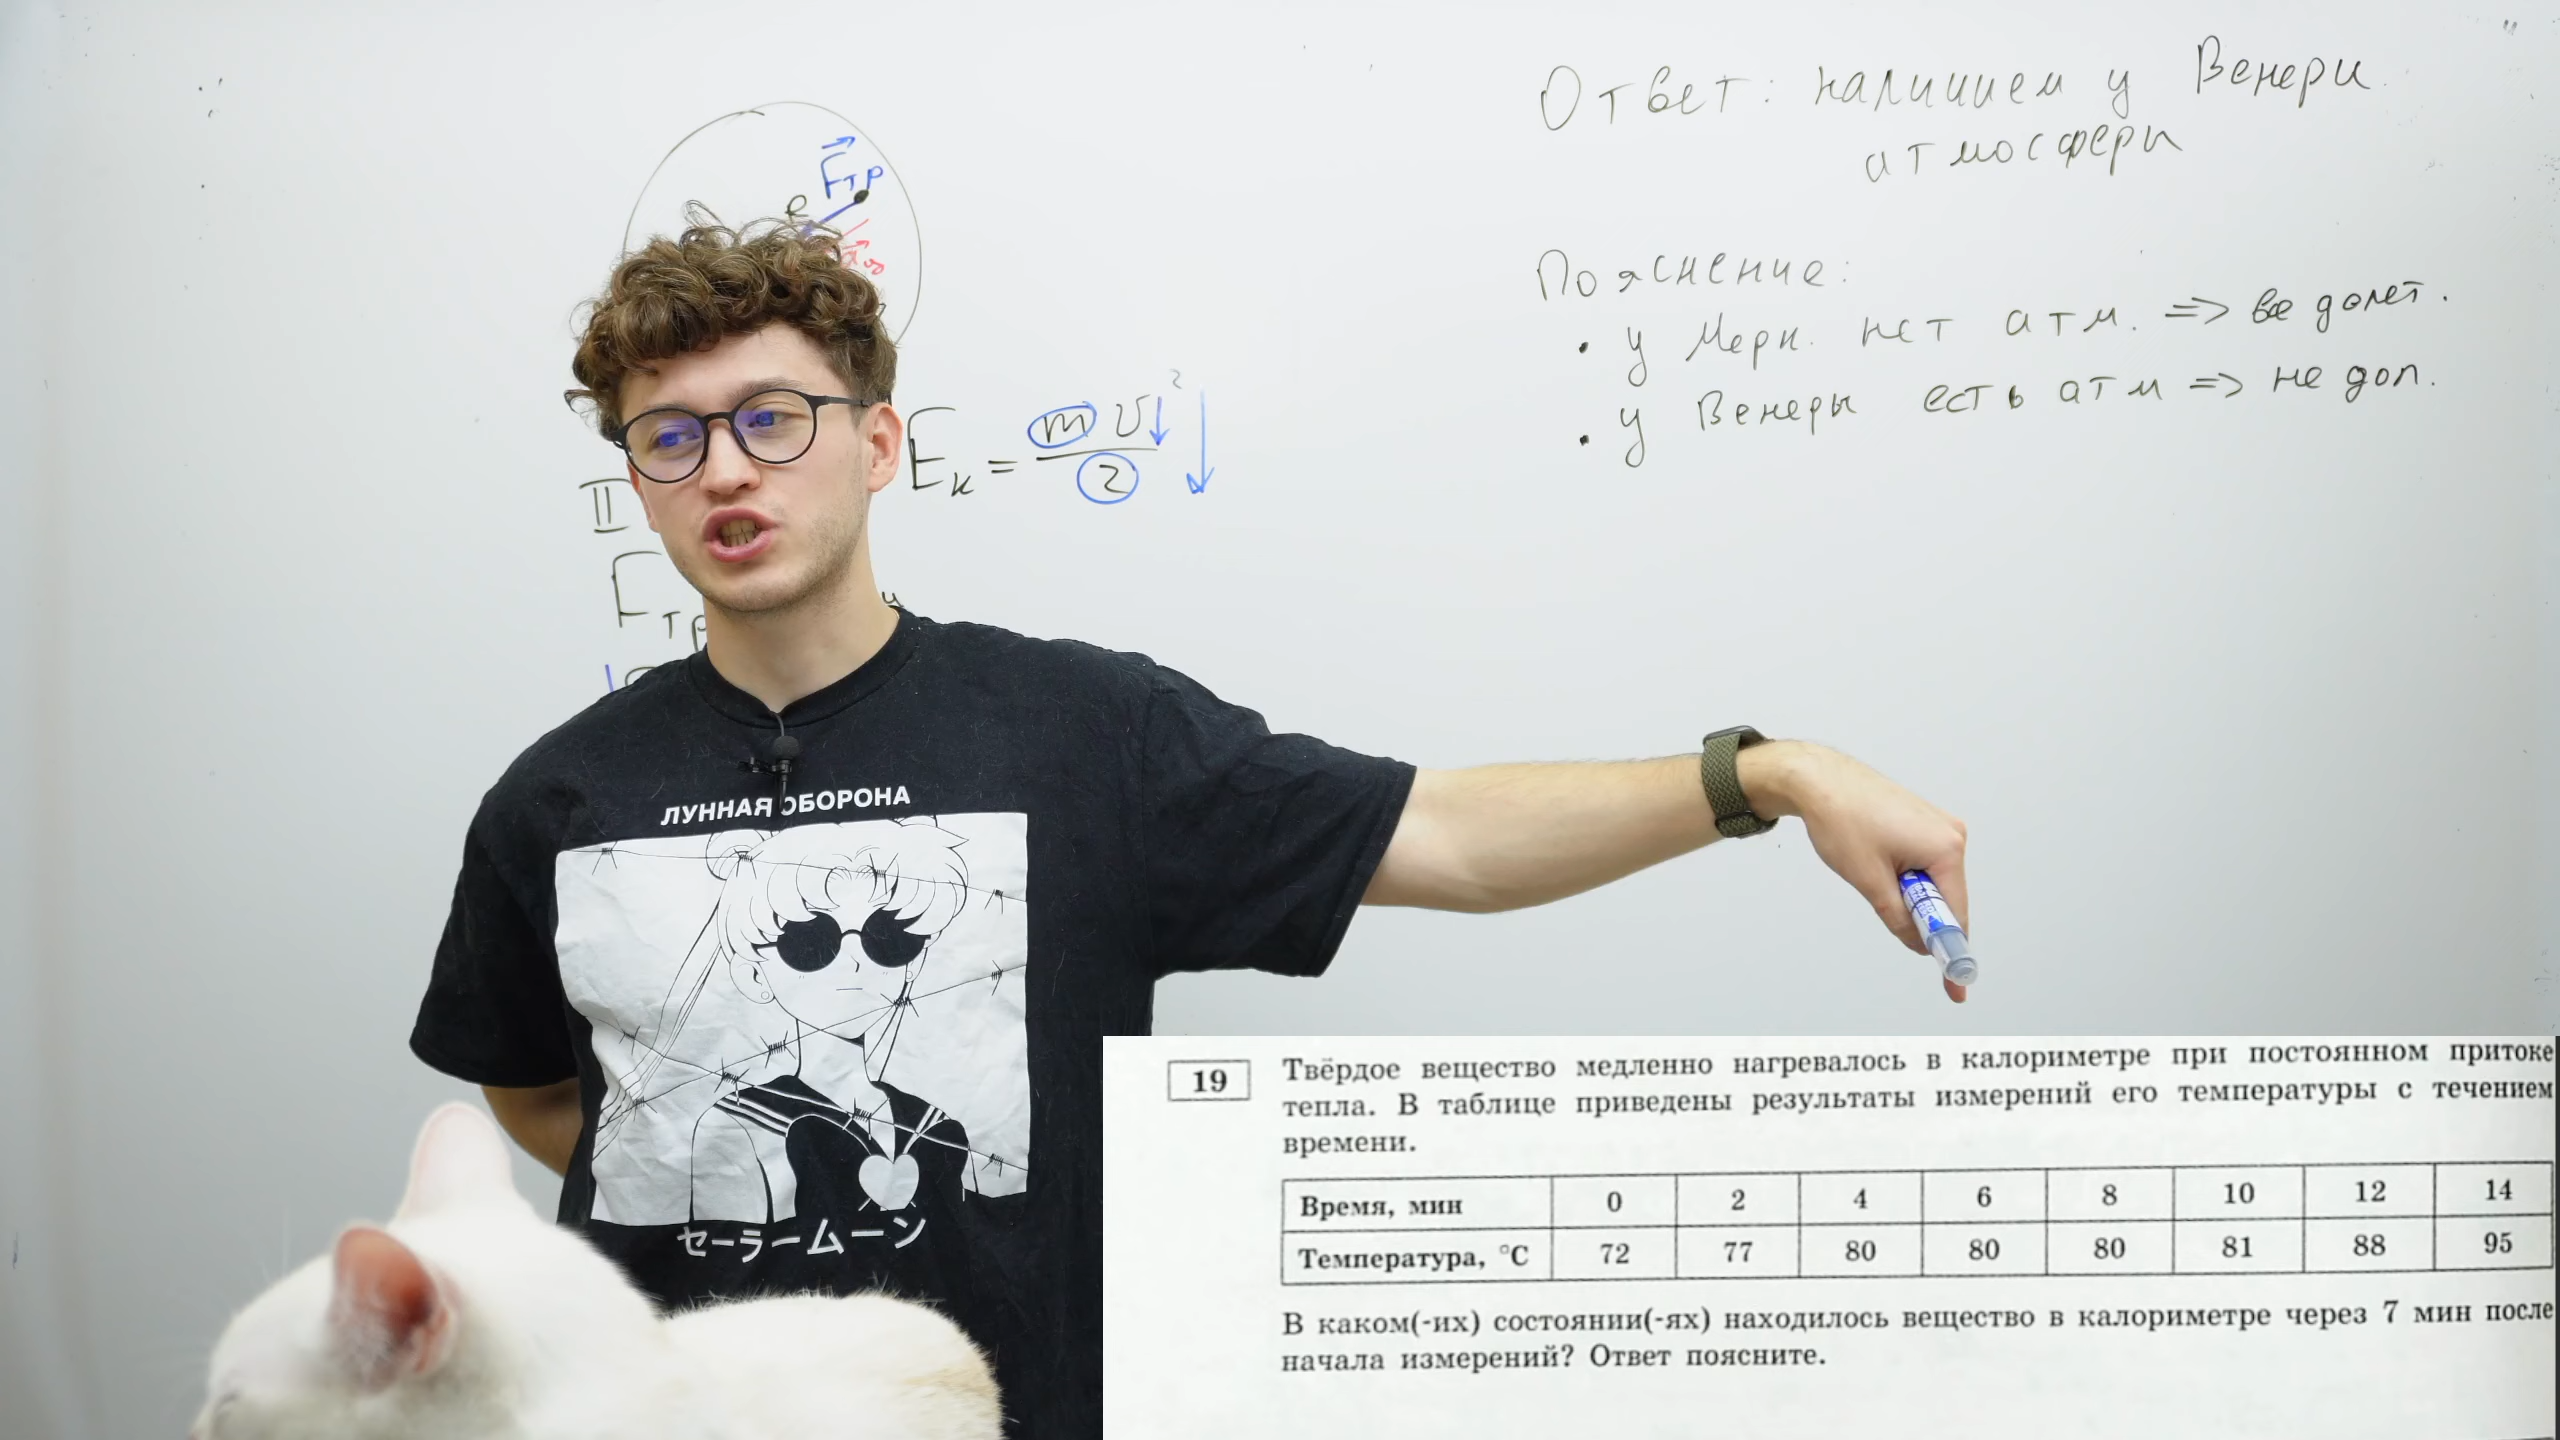 Ответ: наличием у Венеры
атмосферы
Пояснение:
• у Мерк. нет атм. => все долет.
• у Венеры есть атм => не дол.
F тр
R
Eк = m υ² / 2
II
F тр
ЛУННАЯ ОБОРОНА
セーラームーン
19
Твёрдое вещество медленно нагревалось в калориметре при постоянном притоке
тепла. В таблице приведены результаты измерений его температуры с течением
времени.
Время, мин 0 2 4 6 8 10 12 14
Температура, °C 72 77 80 80 80 81 88 95
В каком(-их) состоянии(-ях) находилось вещество в калориметре через 7 мин после
начала измерений? Ответ поясните.